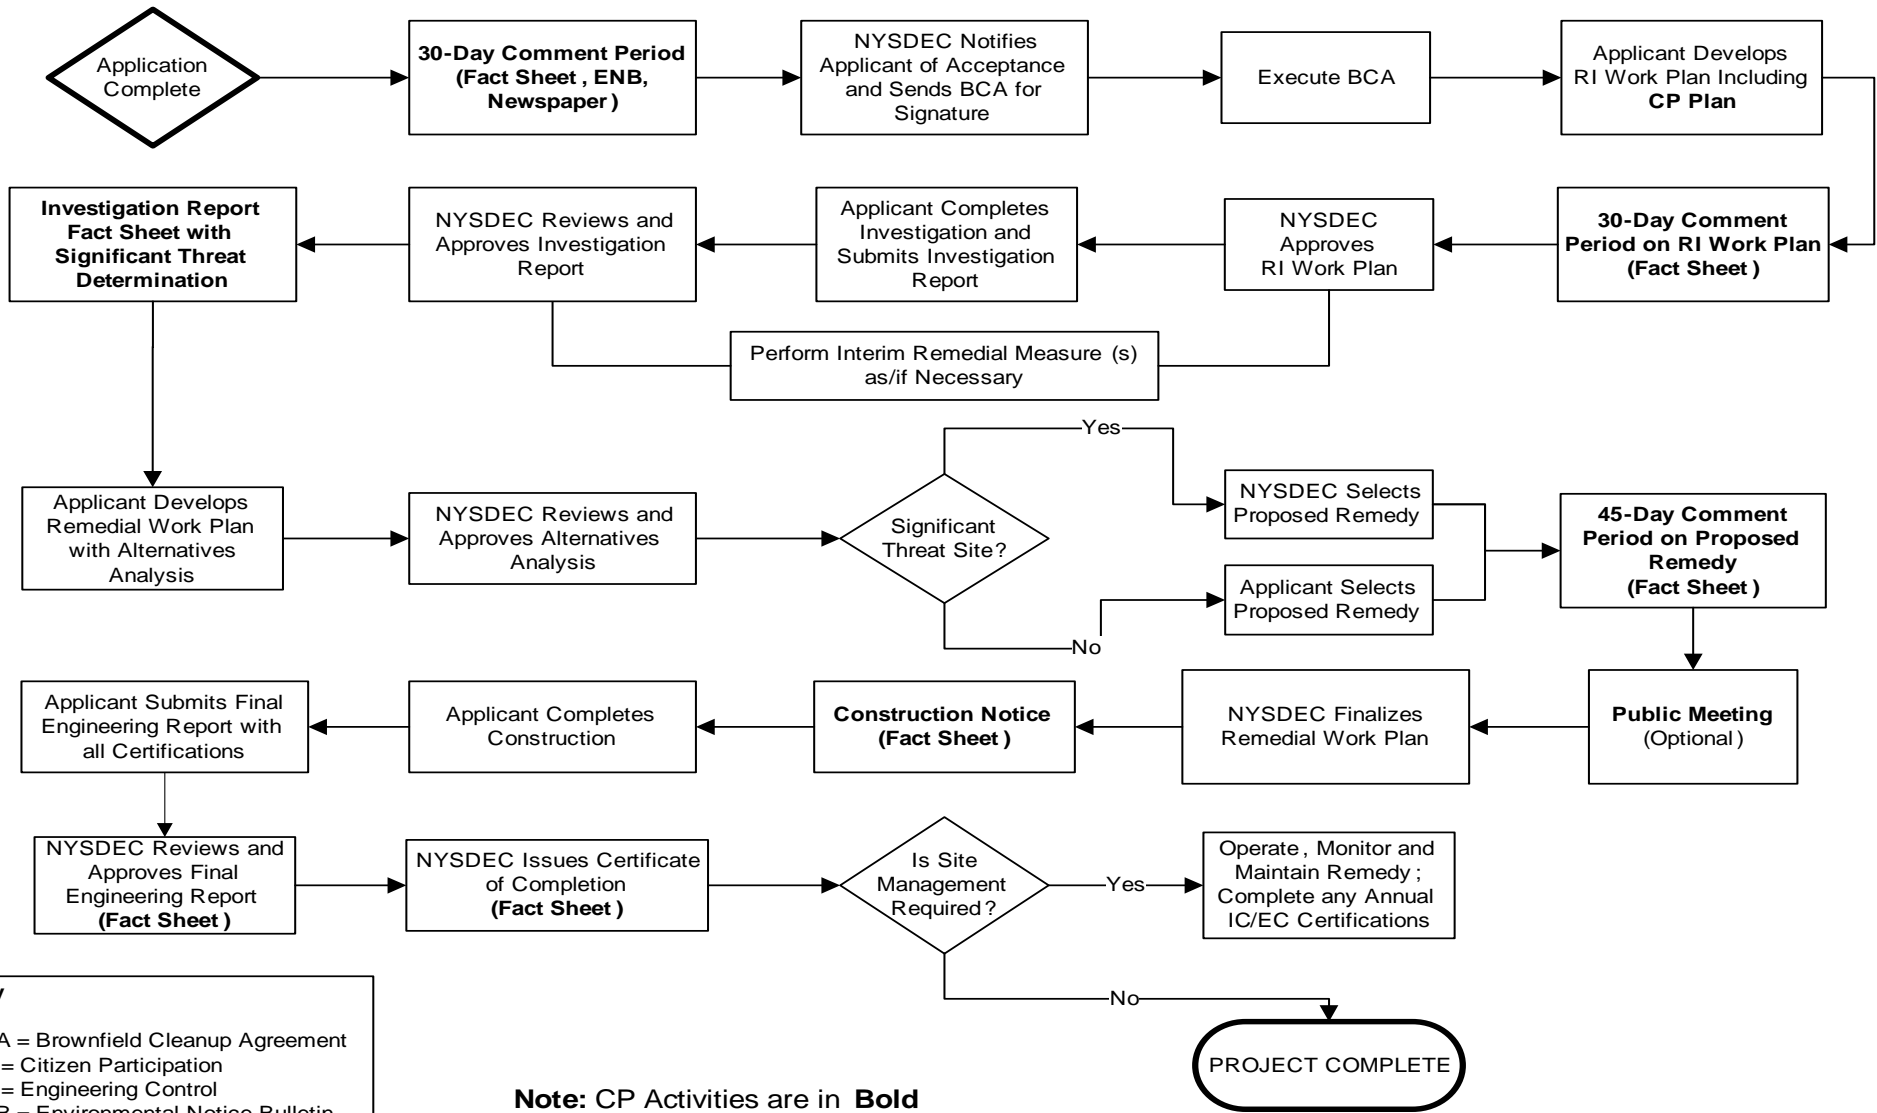 Application
Complete
30-Day Comment Period
(Fact Sheet, ENB,
Newspaper)
NYSDEC Notifies
Applicant of Acceptance
and Sends BCA for
Signature
Execute BCA
Applicant Develops
RI Work Plan Including
CP Plan
Investigation Report
Fact Sheet with
Significant Threat
Determination
NYSDEC Reviews and
Approves Investigation
Report
Applicant Completes
Investigation and
Submits Investigation
Report
NYSDEC
Approves
RI Work Plan
30-Day Comment
Period on RI Work Plan
(Fact Sheet)
Perform Interim Remedial Measure (s)
as/if Necessary
Applicant Develops
Remedial Work Plan
with Alternatives
Analysis
NYSDEC Reviews and
Approves Alternatives
Analysis
Significant
Threat Site?
Yes
No
NYSDEC Selects
Proposed Remedy
Applicant Selects
Proposed Remedy
45-Day Comment
Period on Proposed
Remedy
(Fact Sheet)
Applicant Submits Final
Engineering Report with
all Certifications
Applicant Completes
Construction
Construction Notice
(Fact Sheet)
NYSDEC Finalizes
Remedial Work Plan
Public Meeting
(Optional)
NYSDEC Reviews and
Approves Final
Engineering Report
(Fact Sheet)
NYSDEC Issues Certificate
of Completion
(Fact Sheet)
Is Site
Management
Required?
Yes
Operate, Monitor and
Maintain Remedy;
Complete any Annual
IC/EC Certifications
No
PROJECT COMPLETE
= Brownfield Cleanup Agreement
= Citizen Participation
= Engineering Control
= Environmental Notice Bulletin
Note: CP Activities are in Bold